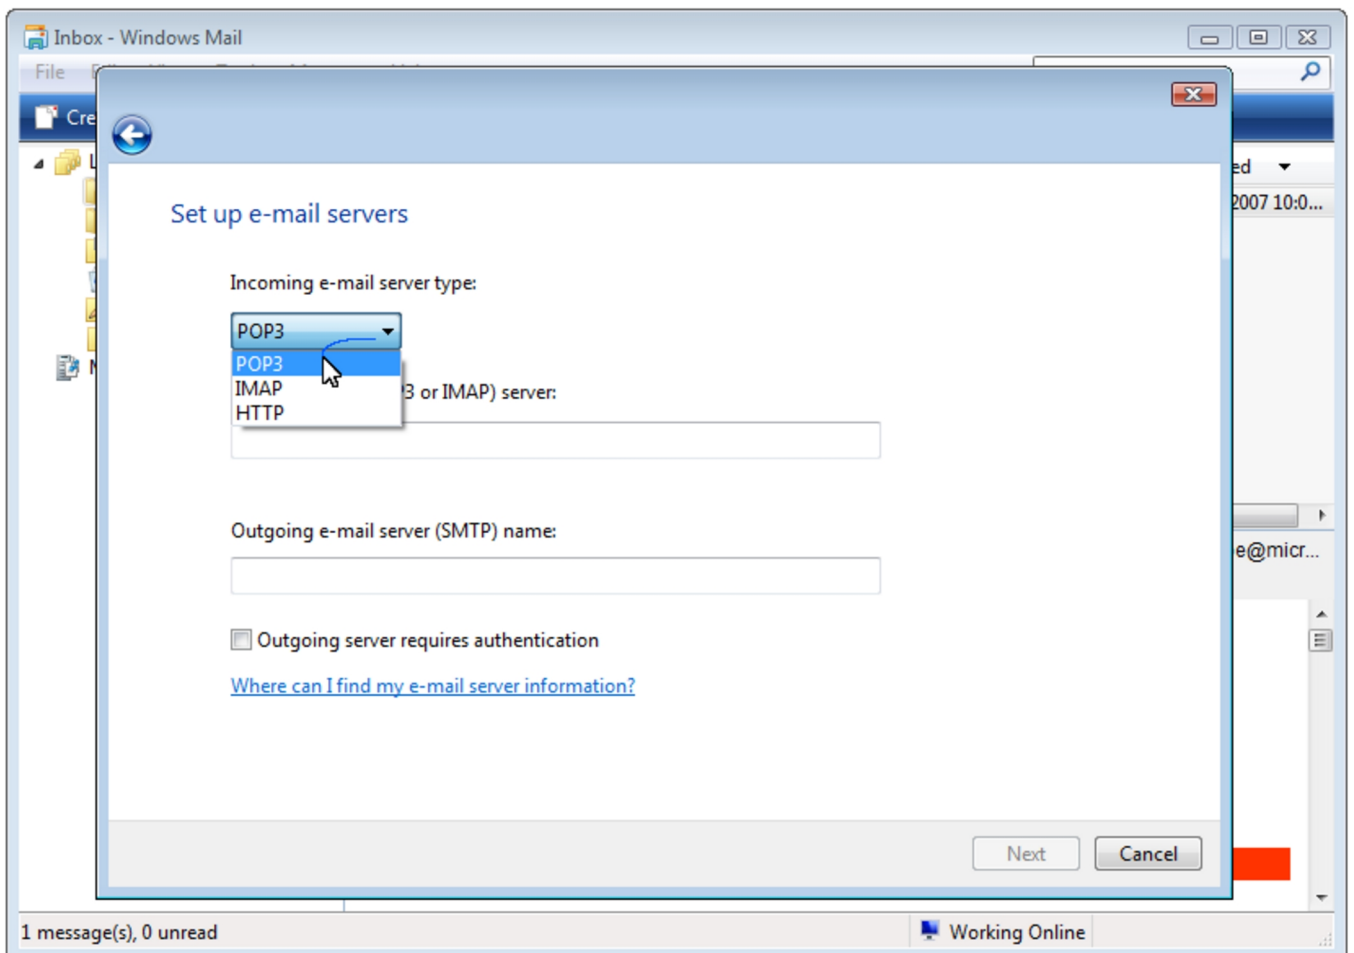 Inbox - Windows Mail
File
Cre
ed
2007 10:0...
Set up e-mail servers
Incoming e-mail server type:
POP3
POP3
IMAP
HTTP
3 or IMAP) server:
Outgoing e-mail server (SMTP) name:
e@micr...
Outgoing server requires authentication
Where can I find my e-mail server information?
Next
Cancel
1 message(s), 0 unread
Working Online